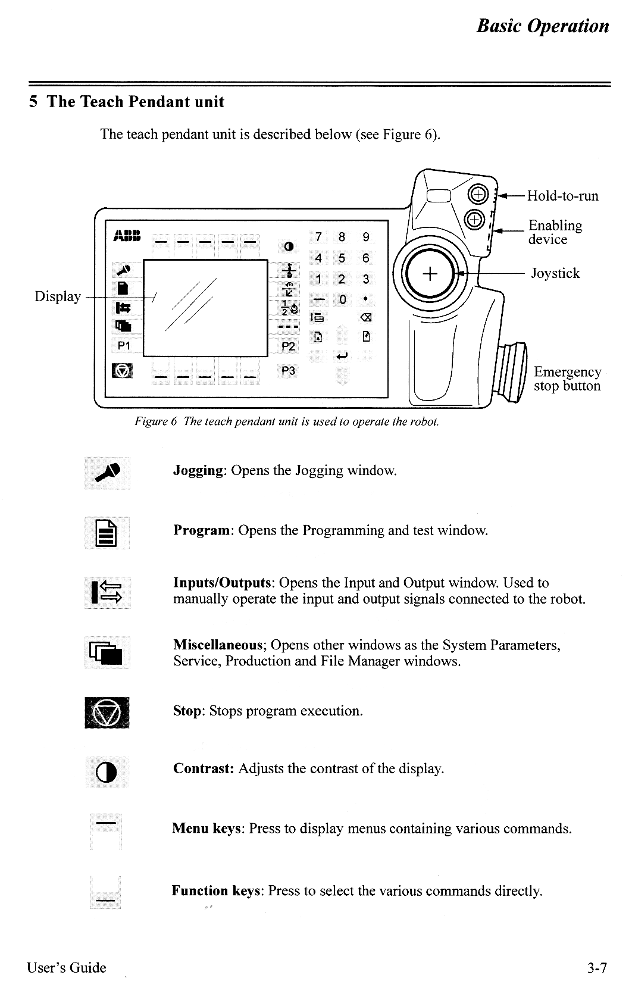 Basic Operation
5 The Teach Pendant unit
The teach pendant unit is described below (see Figure 6).
Hold-to-run
Enabling
device
Joystick
Display
Emergency
stop button
ABB
7 8 9
4 5 6
1 2 3
0
1
2
P1
P2
P3
Figure 6 The teach pendant unit is used to operate the robot.
Jogging: Opens the Jogging window.
Program: Opens the Programming and test window.
Inputs/Outputs: Opens the Input and Output window. Used to
manually operate the input and output signals connected to the robot.
Miscellaneous; Opens other windows as the System Parameters,
Service, Production and File Manager windows.
Stop: Stops program execution.
Contrast: Adjusts the contrast of the display.
Menu keys: Press to display menus containing various commands.
Function keys: Press to select the various commands directly.
User's Guide
3-7